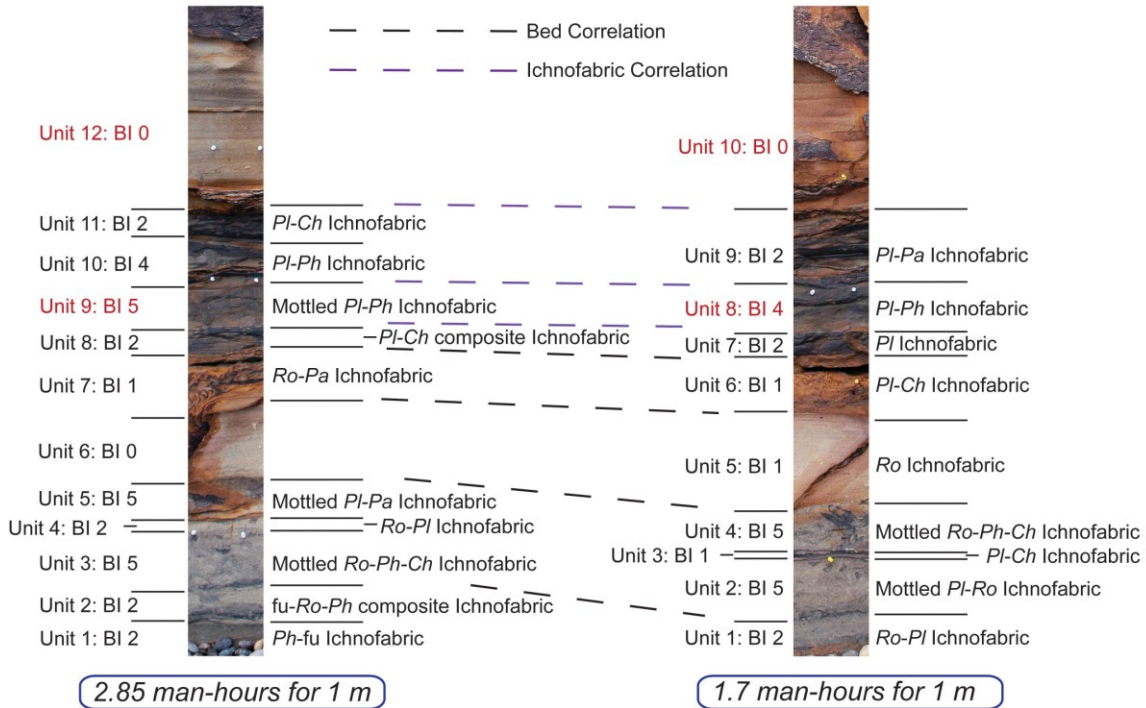 Bed Correlation
Ichnofabric Correlation
Unit 12: BI 0
Unit 11: BI 2
Pl-Ch Ichnofabric
Unit 10: BI 4
Pl-Ph Ichnofabric
Unit 9: BI 5
Mottled Pl-Ph Ichnofabric
Unit 8: BI 2
Pl-Ch composite Ichnofabric
Unit 7: BI 1
Ro-Pa Ichnofabric
Unit 6: BI 0
Unit 5: BI 5
Mottled Pl-Pa Ichnofabric
Unit 4: BI 2
Ro-Pl Ichnofabric
Unit 3: BI 5
Mottled Ro-Ph-Ch Ichnofabric
Unit 2: BI 2
fu-Ro-Ph composite Ichnofabric
Unit 1: BI 2
Ph-fu Ichnofabric
2.85 man-hours for 1 m
Unit 10: BI 0
Unit 9: BI 2
Pl-Pa Ichnofabric
Unit 8: BI 4
Pl-Ph Ichnofabric
Unit 7: BI 2
Pl Ichnofabric
Unit 6: BI 1
Pl-Ch Ichnofabric
Unit 5: BI 1
Ro Ichnofabric
Unit 4: BI 5
Mottled Ro-Ph-Ch Ichnofabric
Unit 3: BI 1
Pl-Ch Ichnofabric
Unit 2: BI 5
Mottled Pl-Ro Ichnofabric
Unit 1: BI 2
Ro-Pl Ichnofabric
1.7 man-hours for 1 m